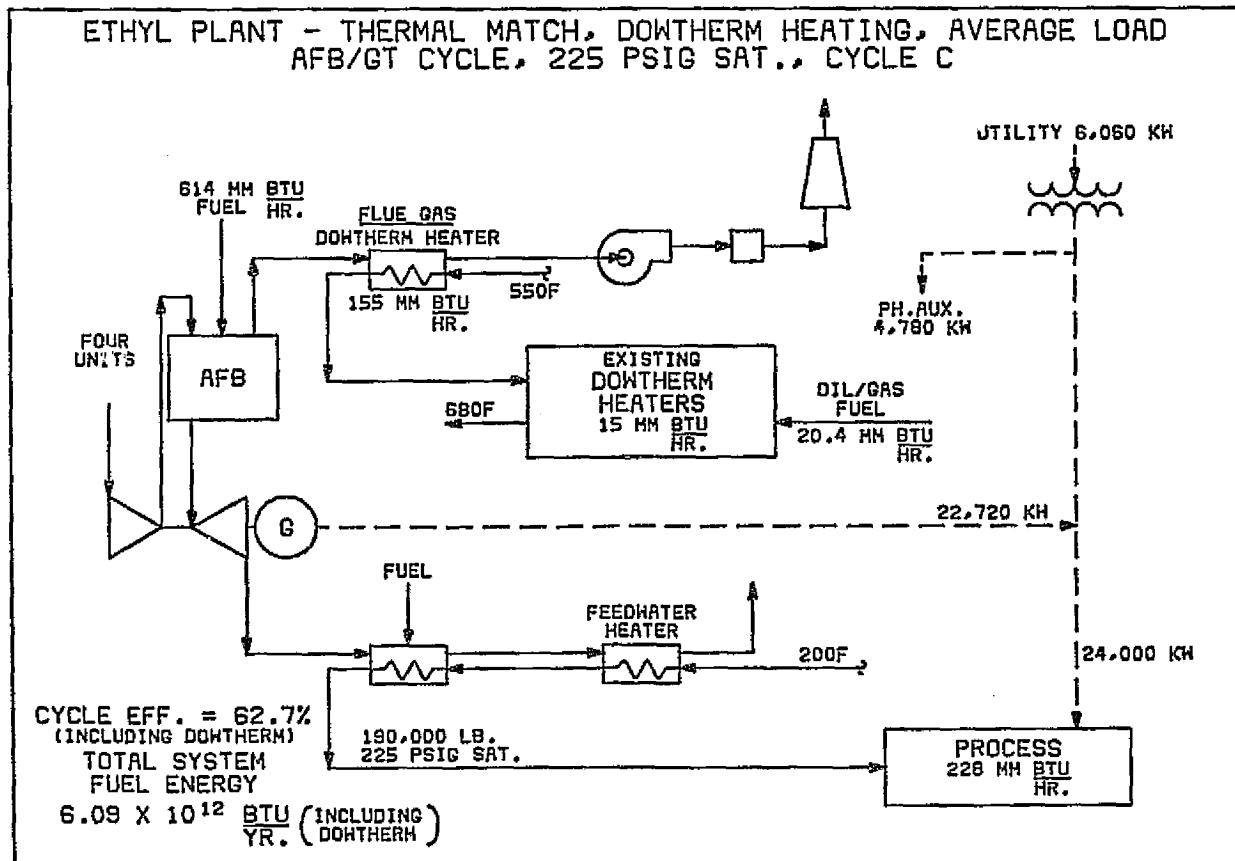 ETHYL PLANT - THERMAL MATCH, DOWTHERM HEATING, AVERAGE LOAD
AFB/GT CYCLE, 225 PSIG SAT., CYCLE C
UTILITY 6,060 KW
614 MM BTU
HR.
FUEL
FLUE GAS
DOWTHERM HEATER
550F
155 MM BTU
HR.
PH.AUX.
4,780 KW
FOUR
UNITS
AFB
EXISTING
DOWTHERM
HEATERS
15 MM BTU
HR.
680F
OIL/GAS
FUEL
20.4 MM BTU
HR.
G
22,720 KW
FUEL
FEEDWATER
HEATER
200F
24,000 KW
CYCLE EFF. = 62.7%
(INCLUDING DOWTHERM)
TOTAL SYSTEM
FUEL ENERGY
6.09 X 10¹² BTU
YR. (INCLUDING
DOWTHERM)
190,000 LB.
225 PSIG SAT.
PROCESS
228 MM BTU
HR.